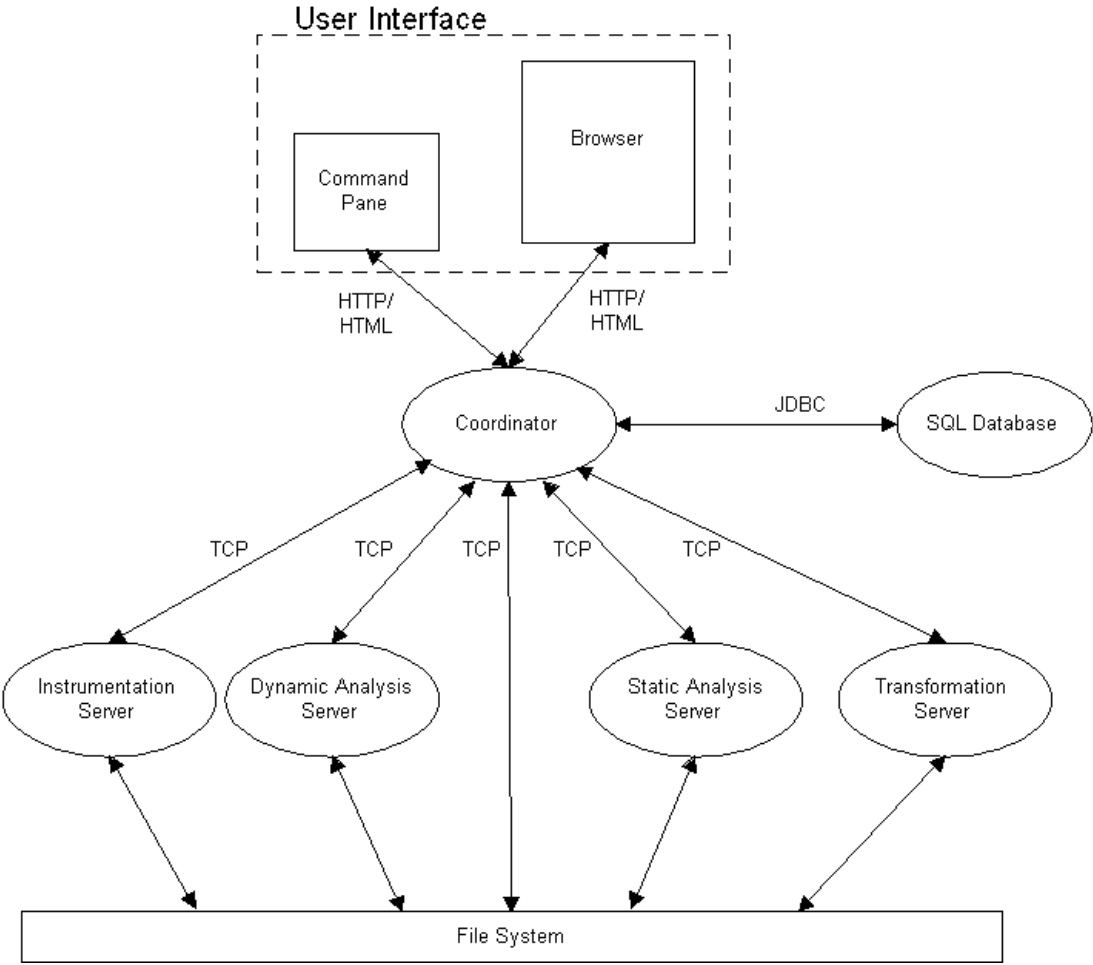 User Interface
Browser
Command
Pane
HTTP/
HTML
HTTP/
HTML
JDBC
Coordinator
SQL Database
TCP
TCP
TCP
TCP
TCP
Instrumentation
Server
Dynamic Analysis
Server
Static Analysis
Server
Transformation
Server
File System